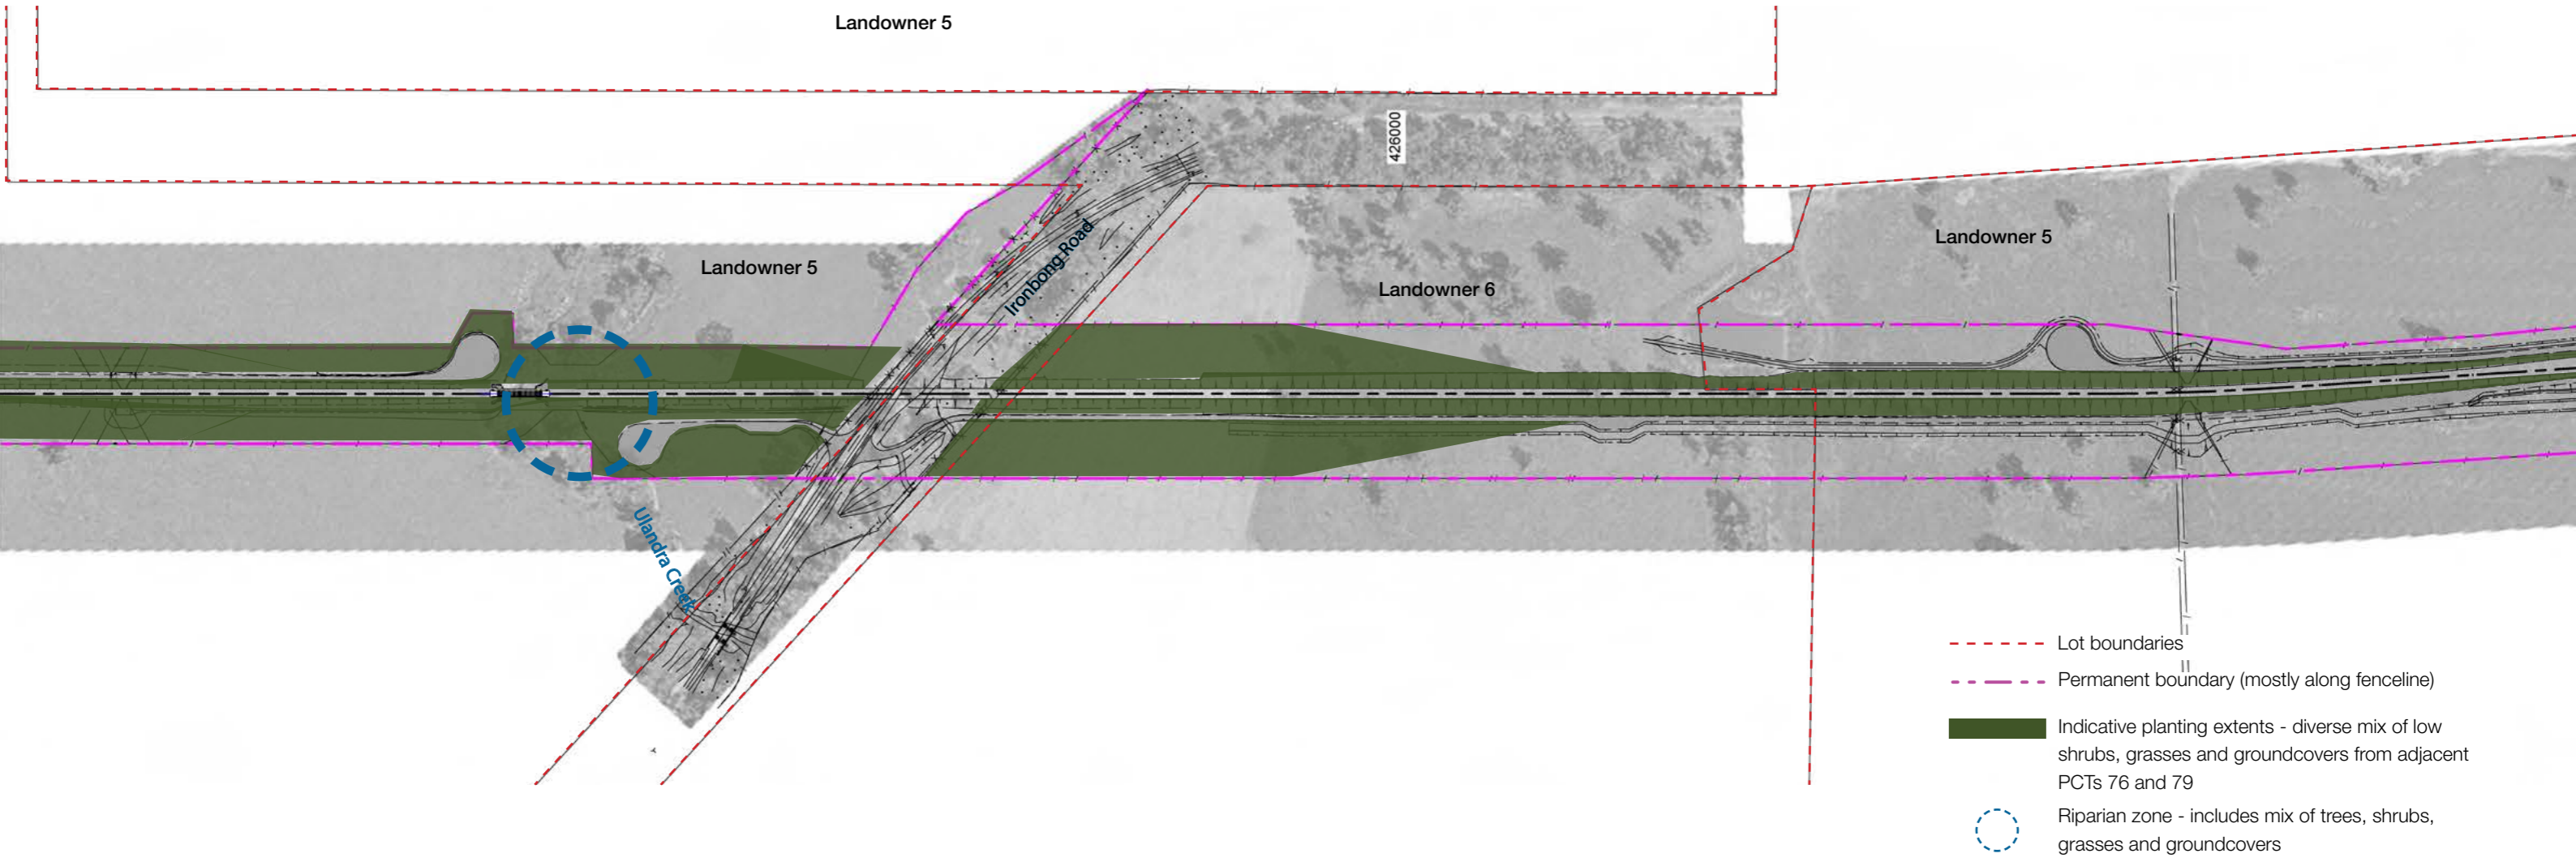 Landowner 5
426000
Ironbong Road
Landowner 5
Landowner 5
Landowner 6
Ulandra Creek
Lot boundaries
Permanent boundary (mostly along fenceline)
Indicative planting extents - diverse mix of low
shrubs, grasses and groundcovers from adjacent
PCTs 76 and 79
Riparian zone - includes mix of trees, shrubs,
grasses and groundcovers